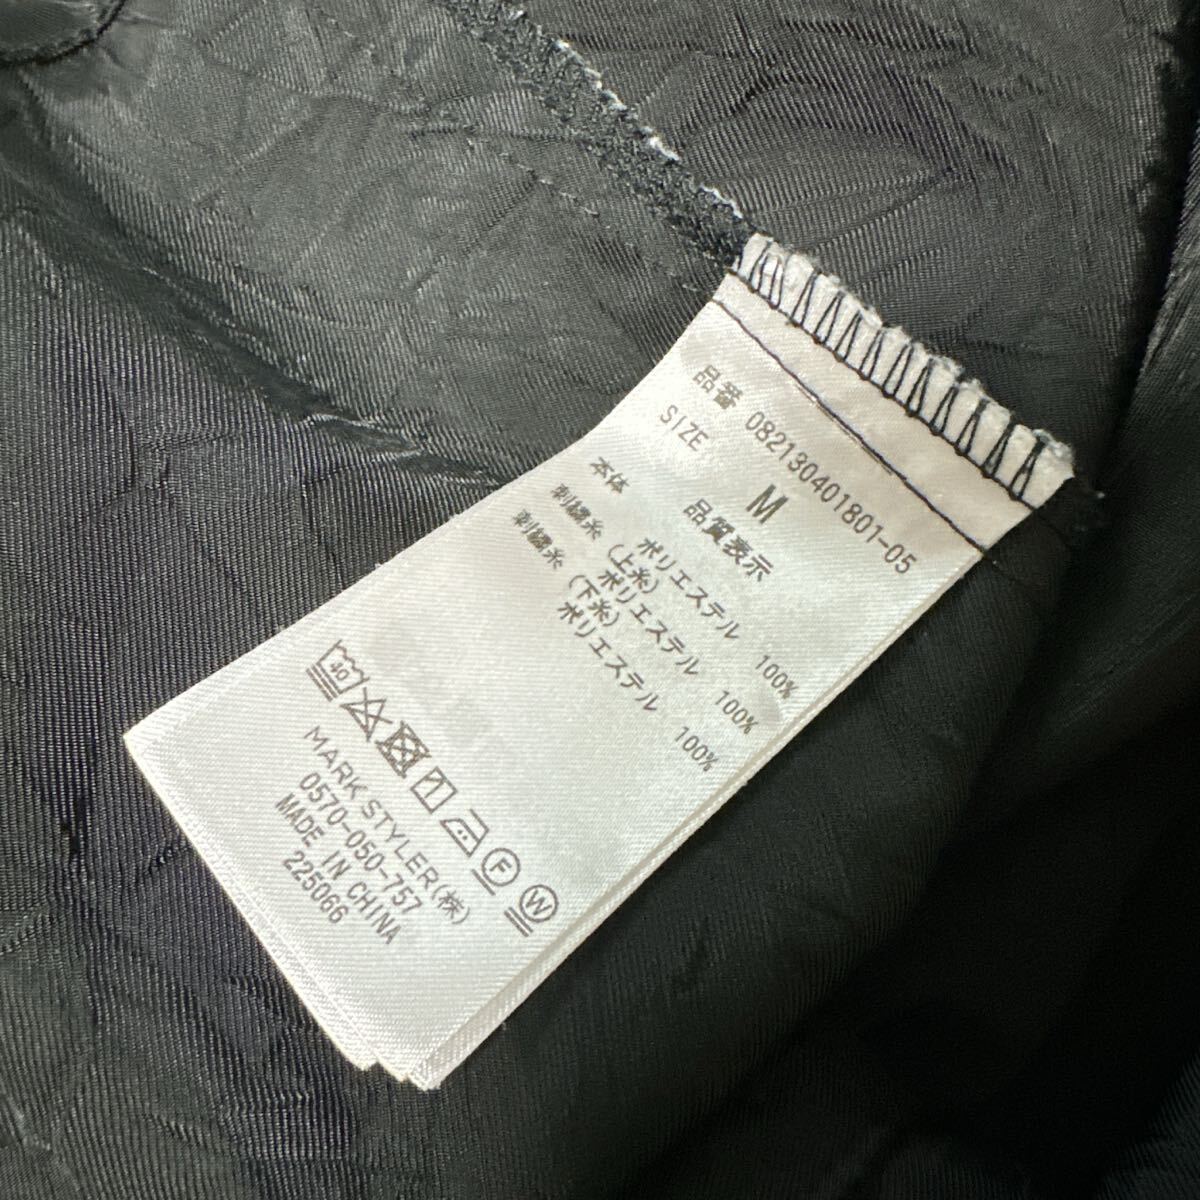 品番 082130401801-05
SIZE M
品質表示
本体 ポリエステル 100%
刺繍糸 (上糸)
ポリエステル 100%
刺繍糸 (下糸)
ポリエステル 100%
40
F W
MARK STYLER(株)
0570-050-757
MADE IN CHINA
225066